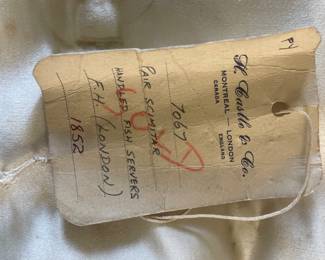 H. Castle & Co.
MONTREAL — LONDON
CANADA ENGLAND
7067
PAIR SCIMITAR
HANDLED FISH SERVERS
E.H. (LONDON)
1852
SOLD